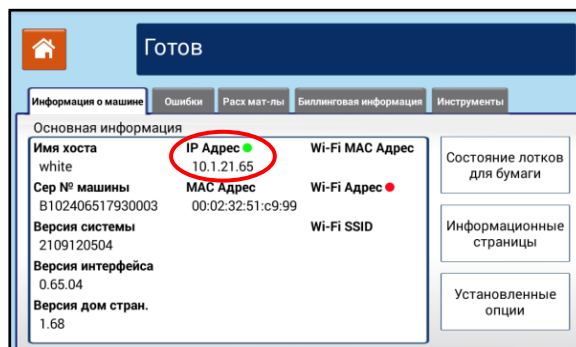 Готов
Информация о машине Ошибки Расх мат-лы Биллинговая информация Инструменты
Основная информация
Имя хоста IP Адрес Wi-Fi MAC Адрес
white 10.1.21.65
Сер № машины MAC Адрес Wi-Fi Адрес
B102406517930003 00:02:32:51:c9:99
Версия системы Wi-Fi SSID
2109120504
Версия интерфейса
0.65.04
Версия дом стран.
1.68
Состояние лотков
для бумаги
Информационные
страницы
Установленные
опции